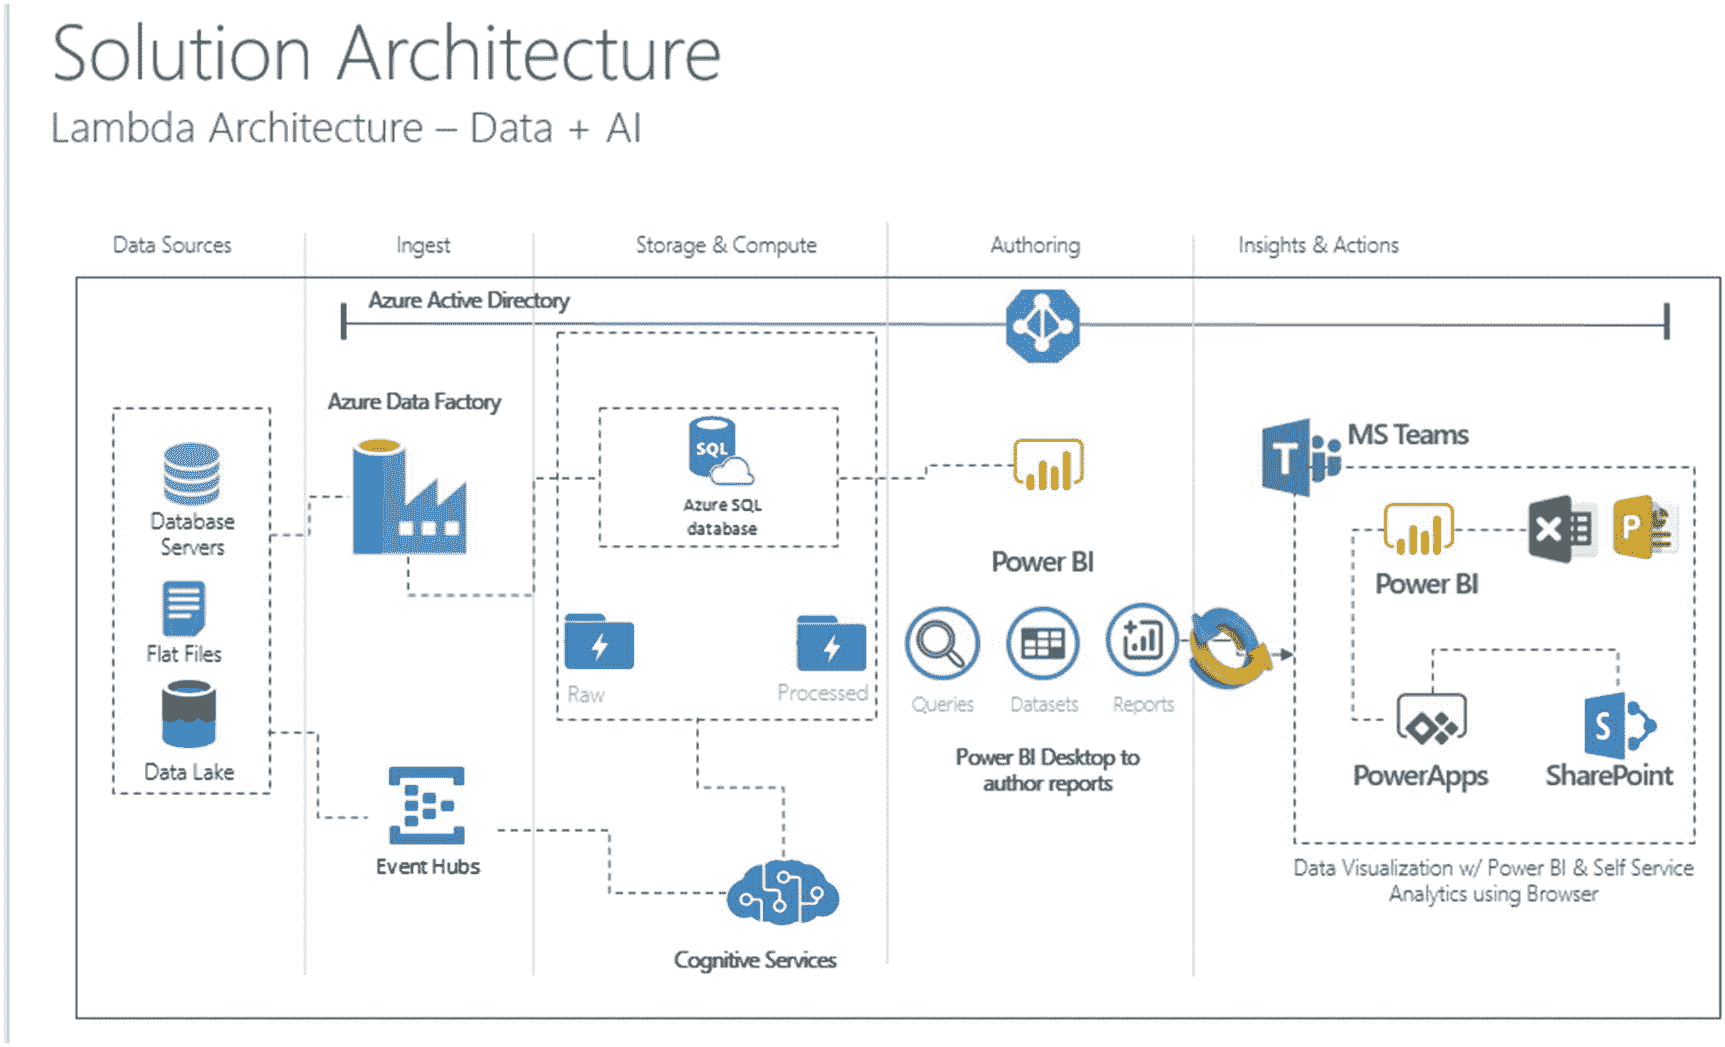 Solution Architecture
Lambda Architecture – Data + AI
Data Sources
Ingest
Storage & Compute
Authoring
Insights & Actions
Azure Active Directory
Azure Data Factory
Database
Servers
Flat Files
Data Lake
Event Hubs
SQL
Azure SQL
database
Raw
Processed
Cognitive Services
Power BI
Queries
Datasets
Reports
Power BI Desktop to
author reports
T
MS Teams
Power BI
X
P
PowerApps
S
SharePoint
Data Visualization w/ Power BI & Self Service
Analytics using Browser